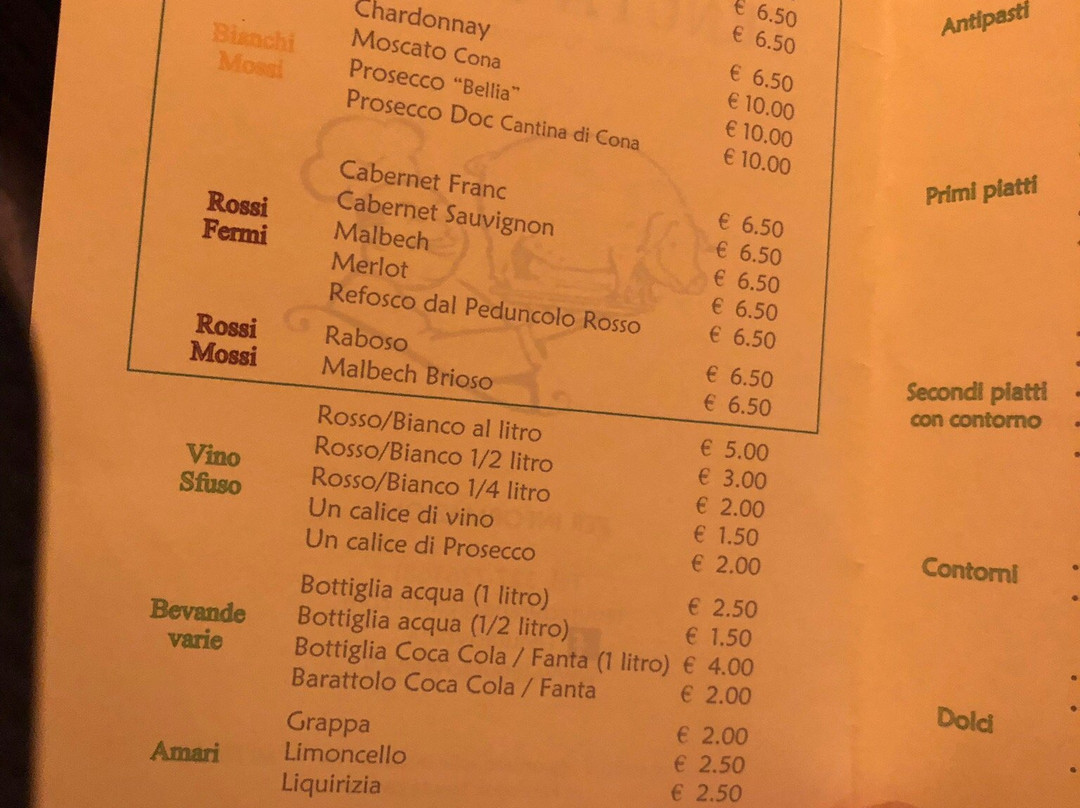 € 6.50
€ 6.50
Bianchi
Mossi
Chardonnay € 6.50
Moscato Cona € 10.00
Prosecco "Bellia" € 10.00
Prosecco Doc Cantina di Cona € 10.00
Rossi
Fermi
Cabernet Franc € 6.50
Cabernet Sauvignon € 6.50
Malbech € 6.50
Merlot € 6.50
Refosco dal Peduncolo Rosso € 6.50
Rossi
Mossi
Raboso € 6.50
Malbech Brioso € 6.50
Vino
Sfuso
Rosso/Bianco al litro € 5.00
Rosso/Bianco 1/2 litro € 3.00
Rosso/Bianco 1/4 litro € 2.00
Un calice di vino € 1.50
Un calice di Prosecco € 2.00
Bevande
varie
Bottiglia acqua (1 litro) € 2.50
Bottiglia acqua (1/2 litro) € 1.50
Bottiglia Coca Cola / Fanta (1 litro) € 4.00
Barattolo Coca Cola / Fanta € 2.00
Amari
Grappa € 2.00
Limoncello € 2.50
Liquirizia € 2.50
Antipasti
Primi piatti
Secondi piatti
con contorno
Contorni
Dolci